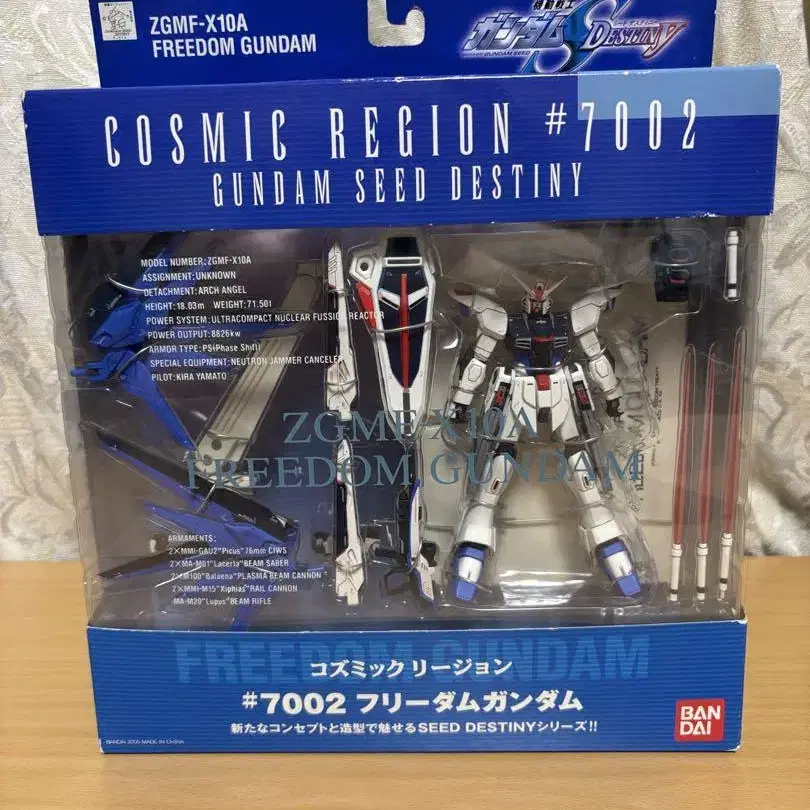 ZGMF-X10A
FREEDOM GUNDAM
機動戦士
ガンダムSEED DESTINY
COSMIC REGION #7002
GUNDAM SEED DESTINY
MODEL NUMBER:ZGMF-X10A
ASSIGNMENT:UNKNOWN
DETACHMENT:ARCH ANGEL
HEIGHT:18.03m WEIGHT:71.50t
POWER SYSTEM:ULTRACOMPACT NUCLEAR FUSSION REACTOR
POWER OUTPUT:8826kw
ARMOR TYPE:PS(Phase Shift)
SPECIAL EQUIPMENT:NEUTRON JAMMER CANCELER
PILOT:KIRA YAMATO
ZGMF-X10A
FREEDOM GUNDAM
ARMAMENTS:
2×MMI-GAU2"Picus"76mm CIWS
2×MA-M01"Lacerta"BEAM SABER
2×M100"Balaena"PLASMA BEAM CANNON
2×MMI-M15"Xiphias"RAIL CANNON
MA-M20"Lupus"BEAM RIFLE
FREEDOM GUNDAM
コズミック リージョン
#7002 フリーダムガンダム
新たなコンセプトと造型で魅せるSEED DESTINYシリーズ!!
BANDAI 2005 MADE IN CHINA
BAN
DAI